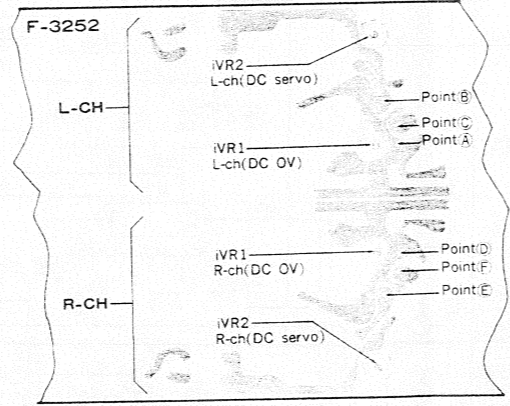 F-3252
iVR2
L-ch(DC servo)
Point Ⓑ
L-CH
Point Ⓒ
Point Ⓐ
iVR1
L-ch(DC OV)
iVR1
R-ch(DC OV)
Point Ⓓ
Point Ⓕ
Point Ⓔ
R-CH
iVR2
R-ch(DC servo)